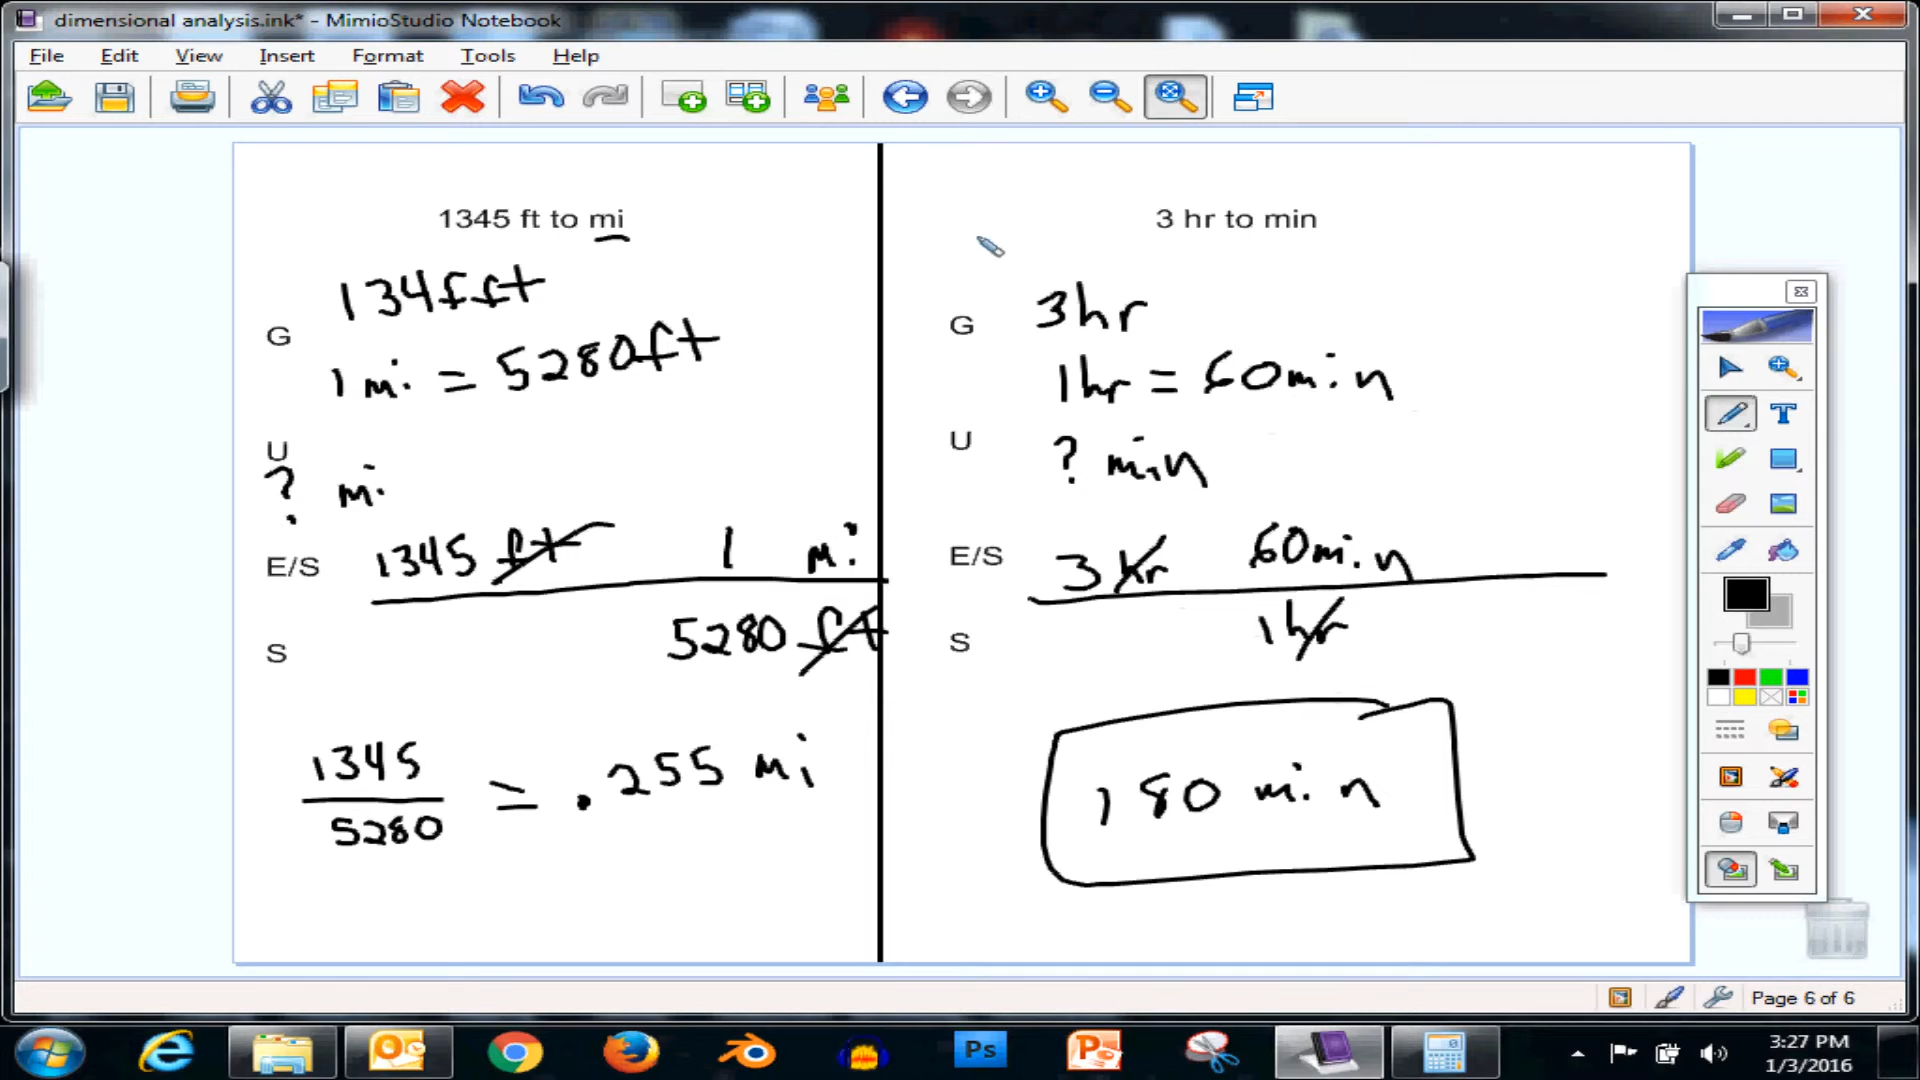 dimensional analysis.ink* - MimioStudio Notebook
File Edit View Insert Format Tools Help
1345 ft to mi
1345ft
G
1 mi = 5280ft
U
? mi
E/S 1345 ft 1 mi
5280 ft
S
1345
5280
= .255 mi
3 hr to min
3hr
G
1hr = 60min
U ? min
E/S 3 hr 60min
S 1hr
180 min
T
Page 6 of 6
Ps
3:27 PM
1/3/2016